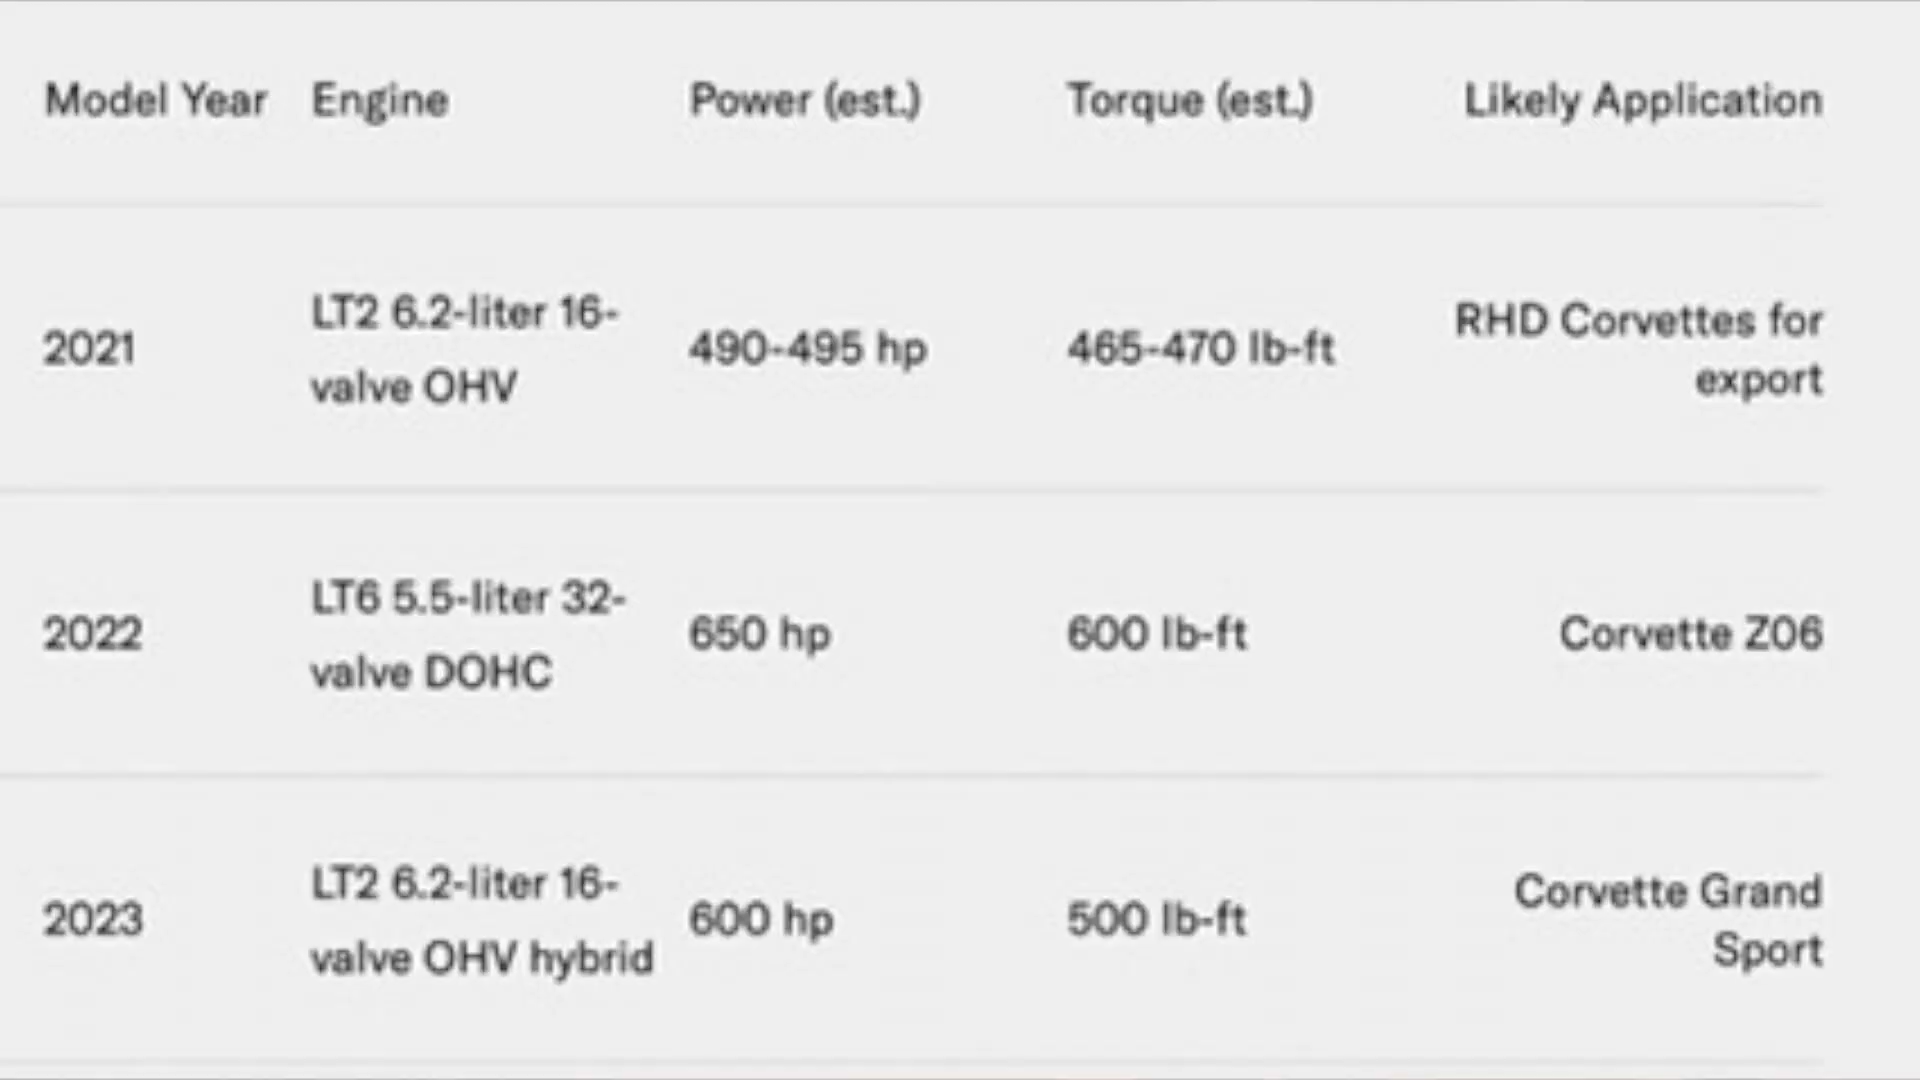 Model Year Engine Power (est.) Torque (est.) Likely Application
2021
LT2 6.2-liter 16-
valve OHV
490-495 hp
465-470 lb-ft
RHD Corvettes for
export
2022
LT6 5.5-liter 32-
valve DOHC
650 hp
600 lb-ft
Corvette Z06
2023
LT2 6.2-liter 16-
valve OHV hybrid
600 hp
500 lb-ft
Corvette Grand
Sport